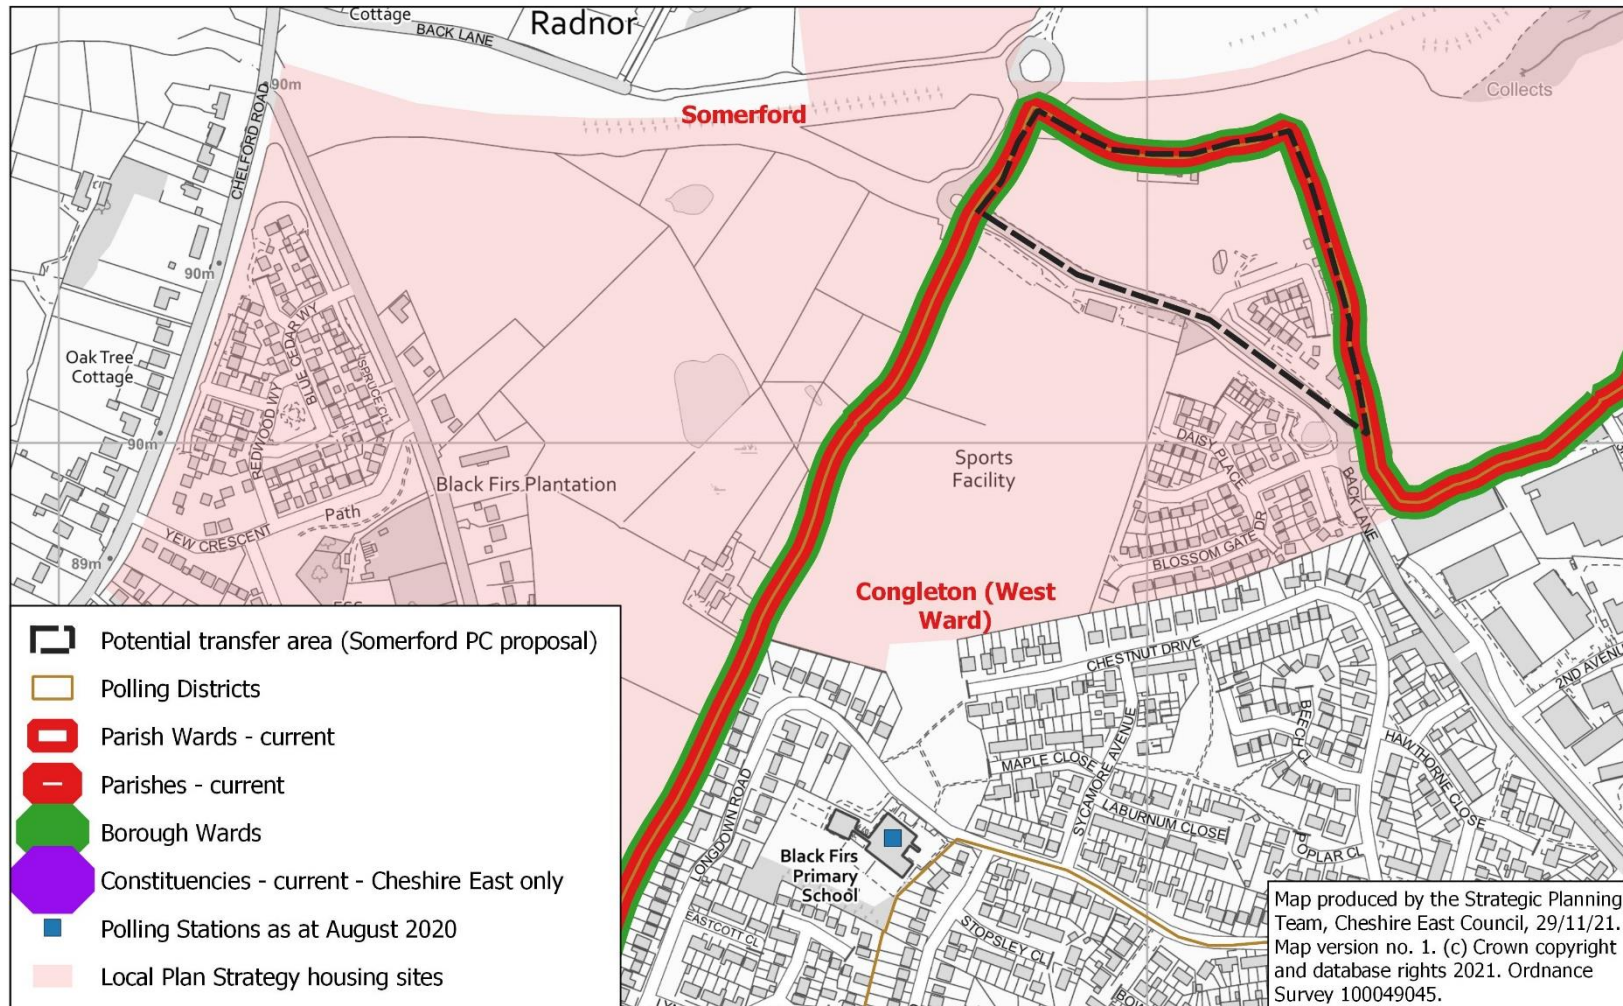 Cottage
Radnor
BACK LANE
90m
CHELFORD ROAD
Somerford
Collects
90m
Oak Tree
Cottage
BLUE CEDAR WY
SPRUCE CL
REDWOOD WY
90m
Black Firs Plantation
Path
YEW CRESCENT
89m
Sports
Facility
DAISY PLACE
BACK LANE
BLOSSOM GATE DR
Congleton (West
Ward)
CHESTNUT DRIVE
2ND AVENU
MAPLE CLOSE
SYCAMORE AVENUE
BEECH CL
HAWTHORNE CLOSE
LABURNUM CLOSE
POPLAR CL
LONGDOWN ROAD
Black Firs
Primary
School
EASTCOTT CL
STOPSLEY CL
Potential transfer area (Somerford PC proposal)
Polling Districts
Parish Wards - current
Parishes - current
Borough Wards
Constituencies - current - Cheshire East only
Polling Stations as at August 2020
Local Plan Strategy housing sites
Map produced by the Strategic Planning
Team, Cheshire East Council, 29/11/21.
Map version no. 1. (c) Crown copyright
and database rights 2021. Ordnance
Survey 100049045.